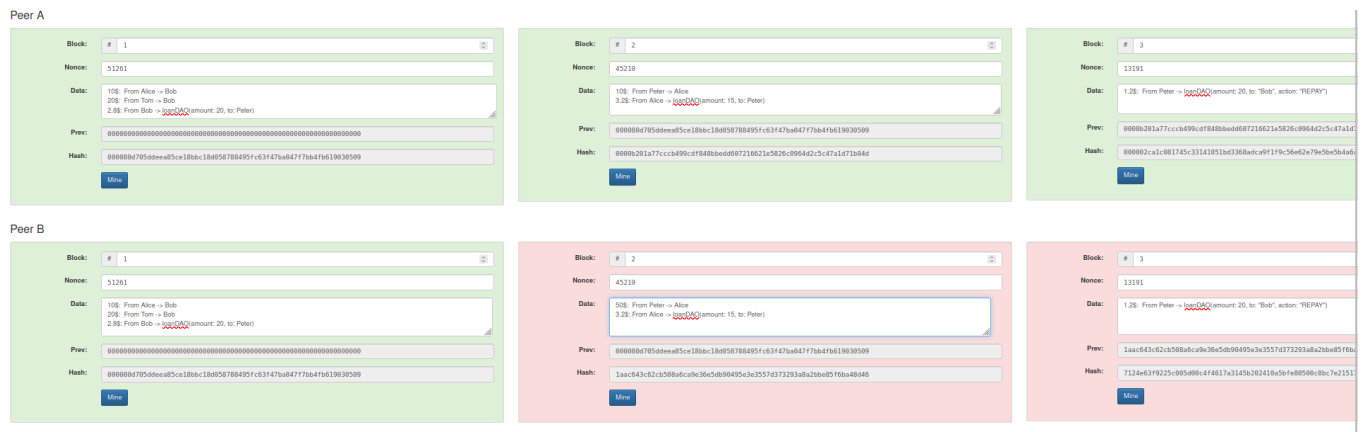 Peer A
Block: # 1
Nonce: 51261
Data: 10$: From Alice -> Bob
20$: From Tom -> Bob
2.8$: From Bob -> loanDAO(amount: 20, to: Peter)
Prev: 0000000000000000000000000000000000000000000000000000000000000000
Hash: 000080d705ddeea85ce18bbc18d058788495fc63f47ba047f7bb4fb619030509
Mine
Block: # 2
Nonce: 45210
Data: 10$: From Peter -> Alice
3.2$: From Alice -> loanDAO(amount: 15, to: Peter)
Prev: 000080d705ddeea85ce18bbc18d058788495fc63f47ba047f7bb4fb619030509
Hash: 0000b201a77cccb499cdf848bbedd607216621e5826c0964d2c5c47a1d71b04d
Mine
Block: # 3
Nonce: 13191
Data: 1.2$: From Peter -> loanDAO(amount: 20, to: "Bob", action: "REPAY")
Prev: 0000b201a77cccb499cdf848bbedd607216621e5826c0964d2c5c47a1d
Hash: 000002ca1c081745c33141051bd3360adca9f1f9c56e62e79e5be5b4a6
Mine
Peer B
Block: # 1
Nonce: 51261
Data: 10$: From Alice -> Bob
20$: From Tom -> Bob
2.8$: From Bob -> loanDAO(amount: 20, to: Peter)
Prev: 0000000000000000000000000000000000000000000000000000000000000000
Hash: 000080d705ddeea85ce18bbc18d058788495fc63f47ba047f7bb4fb619030509
Mine
Block: # 2
Nonce: 45210
Data: 50$: From Peter -> Alice
3.2$: From Alice -> loanDAO(amount: 15, to: Peter)
Prev: 000080d705ddeea85ce18bbc18d058788495fc63f47ba047f7bb4fb619030509
Hash: 1aac643c62cb508a6ca9e36e5db90495e3e3557d373293a8a2bbe85f6ba48d46
Mine
Block: # 3
Nonce: 13191
Data: 1.2$: From Peter -> loanDAO(amount: 20, to: "Bob", action: "REPAY")
Prev: 1aac643c62cb508a6ca9e36e5db90495e3e3557d373293a8a2bbe85f6b
Hash: 7124e63f9225c005d00c4f4617a3145b202410a5bfe80500c8bc7e2151
Mine